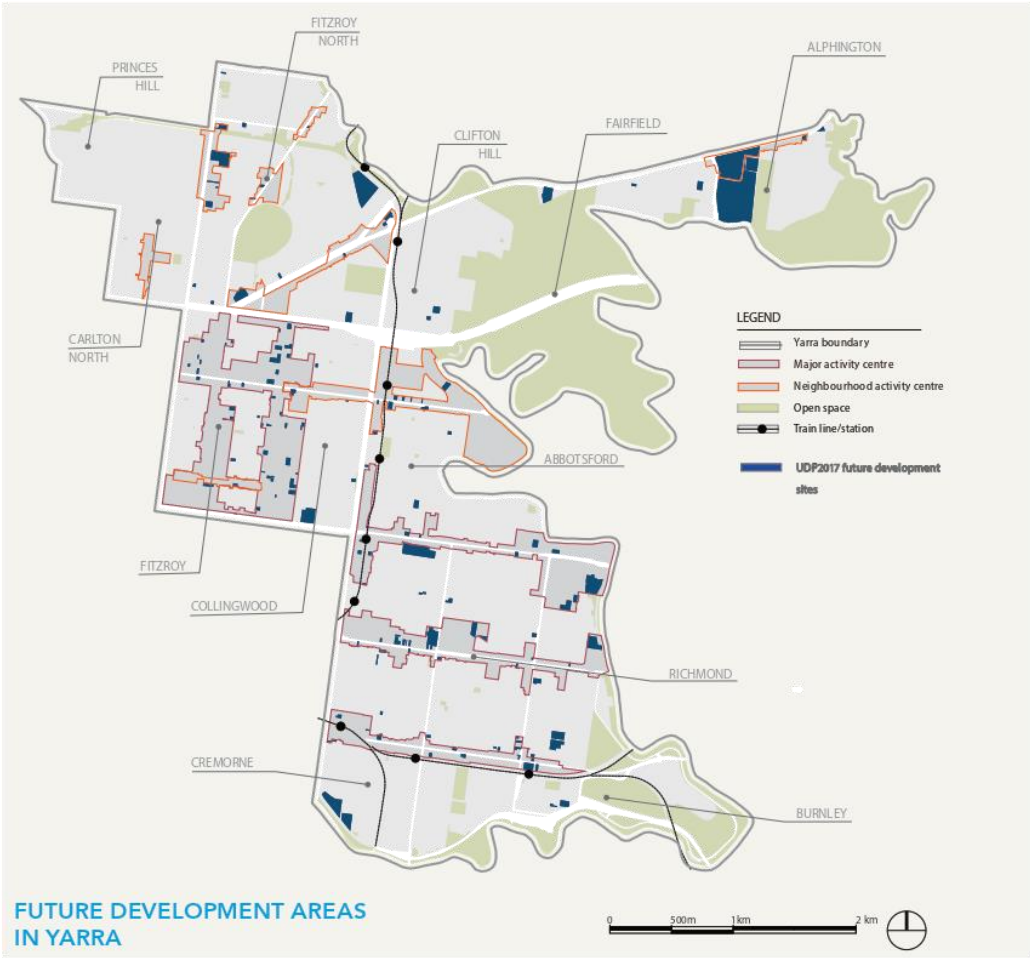 FITZROY
NORTH
PRINCES
HILL
ALPHINGTON
CLIFTON
HILL
FAIRFIELD
LEGEND
Yarra boundary
Major activity centre
Neighbourhood activity centre
Open space
Train line/station
UDP2017 future development
sites
CARLTON
NORTH
ABBOTSFORD
FITZROY
COLLINGWOOD
RICHMOND
CREMORNE
BURNLEY
FUTURE DEVELOPMENT AREAS
IN YARRA
0 500m 1km 2 km